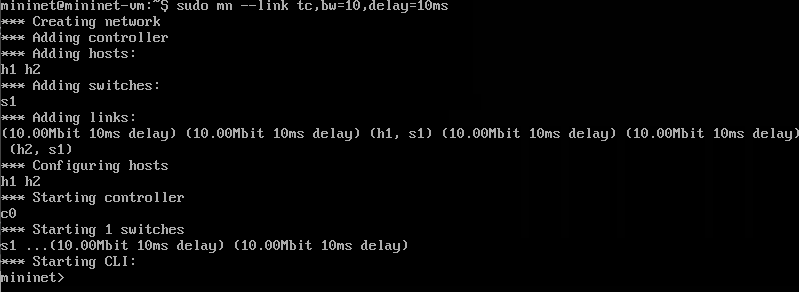 mininet@mininet-vm:~$ sudo mn --link tc,bw=10,delay=10ms
*** Creating network
*** Adding controller
*** Adding hosts:
h1 h2
*** Adding switches:
s1
*** Adding links:
(10.00Mbit 10ms delay) (10.00Mbit 10ms delay) (h1, s1) (10.00Mbit 10ms delay) (10.00Mbit 10ms delay)
(h2, s1)
*** Configuring hosts
h1 h2
*** Starting controller
c0
*** Starting 1 switches
s1 ...(10.00Mbit 10ms delay) (10.00Mbit 10ms delay)
*** Starting CLI:
mininet>